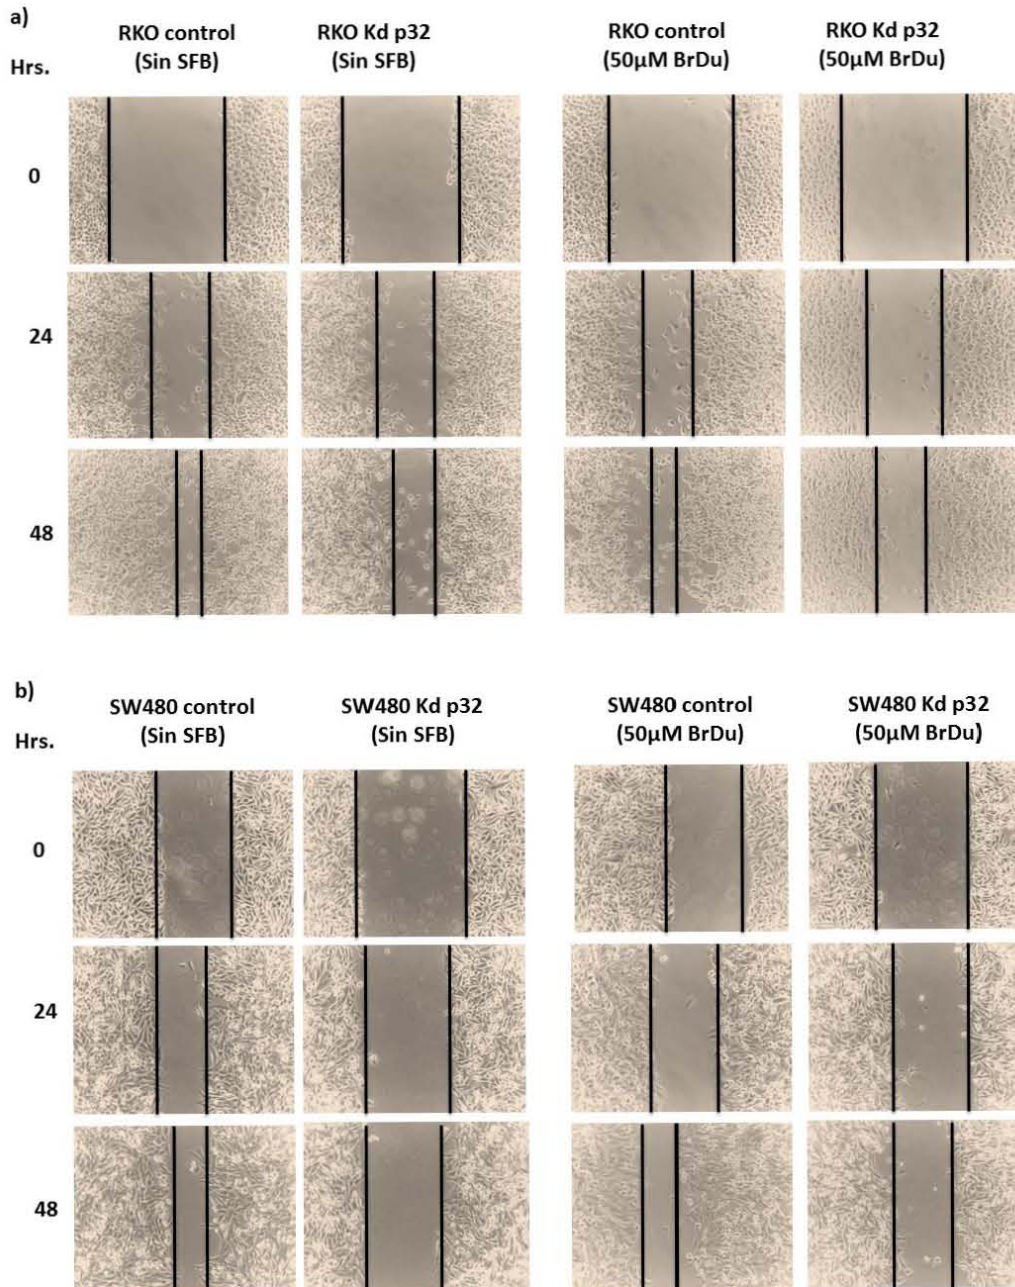 a)
RKO control RKO Kd p32 RKO control RKO Kd p32
Hrs. (Sin SFB) (Sin SFB) (50μM BrDu) (50μM BrDu)
0
24
48
b)
SW480 control SW480 Kd p32 SW480 control SW480 Kd p32
Hrs. (Sin SFB) (Sin SFB) (50μM BrDu) (50μM BrDu)
0
24
48